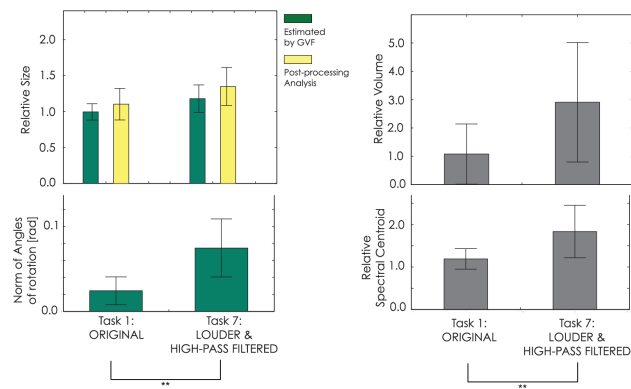 2.0
1.5
1.0
0.5
0.0
Relative Size
Estimated
by GVF
Post-processing
Analysis
0.1
0.0
Norm of Angles
of rotation [rad]
Task 1:
ORIGINAL
Task 7:
LOUDER &
HIGH-PASS FILTERED
**
5.0
4.0
3.0
2.0
1.0
0.0
Relative Volume
2.0
1.0
0.0
Relative
Spectral Centroid
Task 1:
ORIGINAL
Task 7:
LOUDER &
HIGH-PASS FILTERED
**